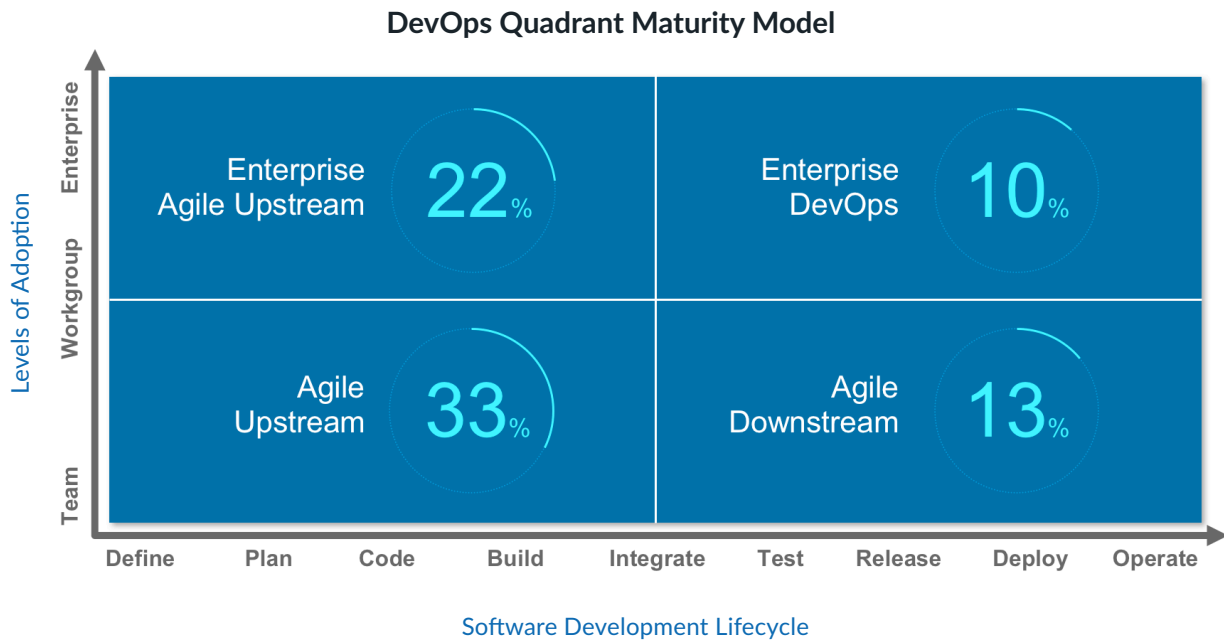 DevOps Quadrant Maturity Model
Levels of Adoption
Enterprise
Workgroup
Team
Enterprise
Agile Upstream
22%
Enterprise
DevOps
10%
Agile
Upstream
33%
Agile
Downstream
13%
Define Plan Code Build Integrate Test Release Deploy Operate
Software Development Lifecycle